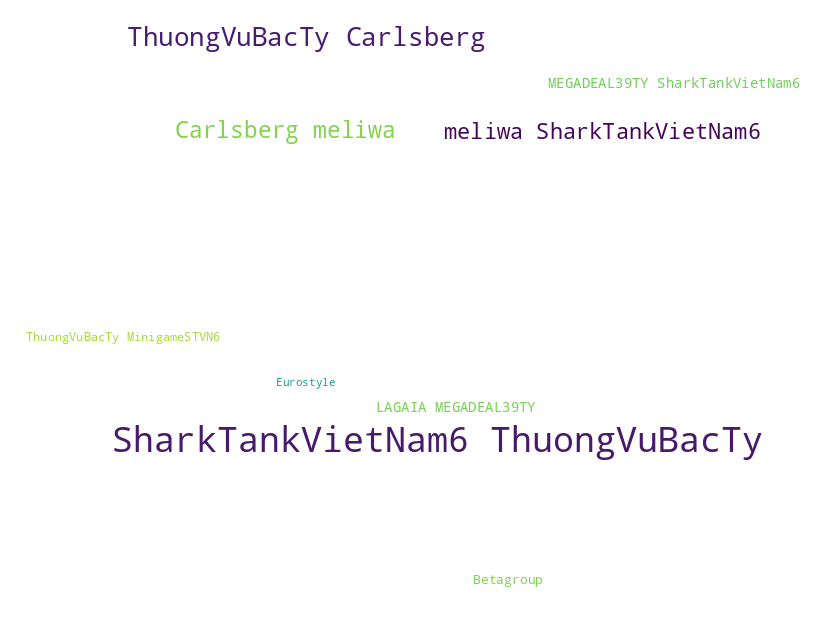 ThuongVuBacTy Carlsberg
MEGADEAL39TY SharkTankVietNam6
Carlsberg meliwa
meliwa SharkTankVietNam6
ThuongVuBacTy MinigameSTVN6
Eurostyle
LAGAIA MEGADEAL39TY
SharkTankVietNam6 ThuongVuBacTy
Betagroup